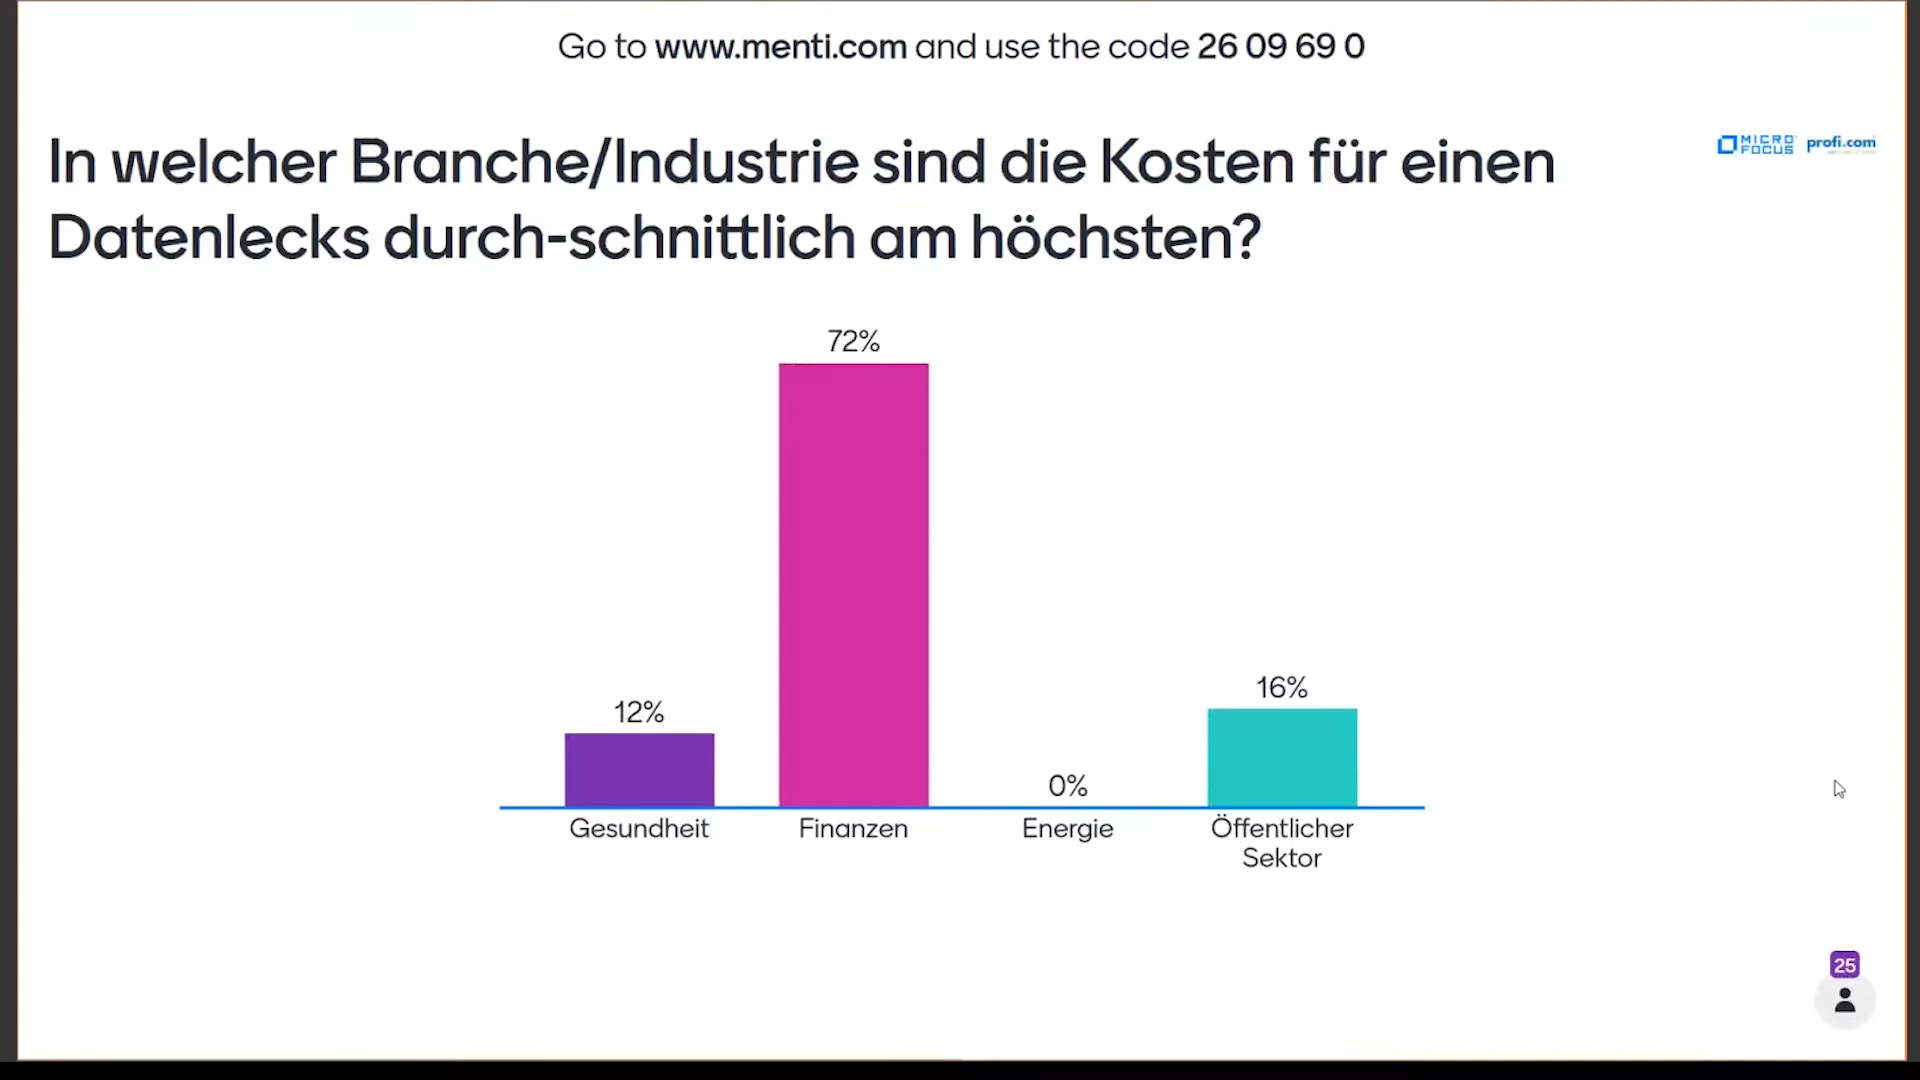 Go to www.menti.com and use the code 26 09 69 0
In welcher Branche/Industrie sind die Kosten für einen
Datenlecks durch-schnittlich am höchsten?
MICRO
FOCUS
profi.com
72%
16%
12%
0%
Gesundheit
Finanzen
Energie
Öffentlicher
Sektor
25